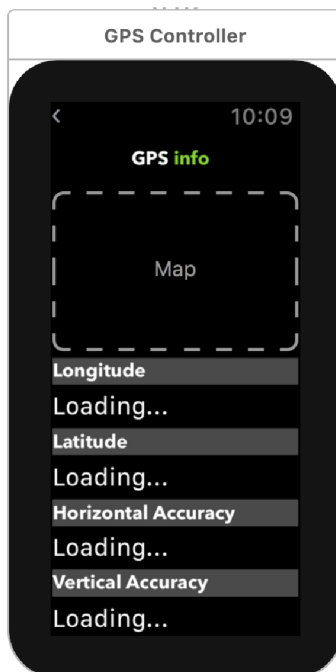 GPS Controller
10:09
GPS info
Map
Longitude
Loading...
Latitude
Loading...
Horizontal Accuracy
Loading...
Vertical Accuracy
Loading...